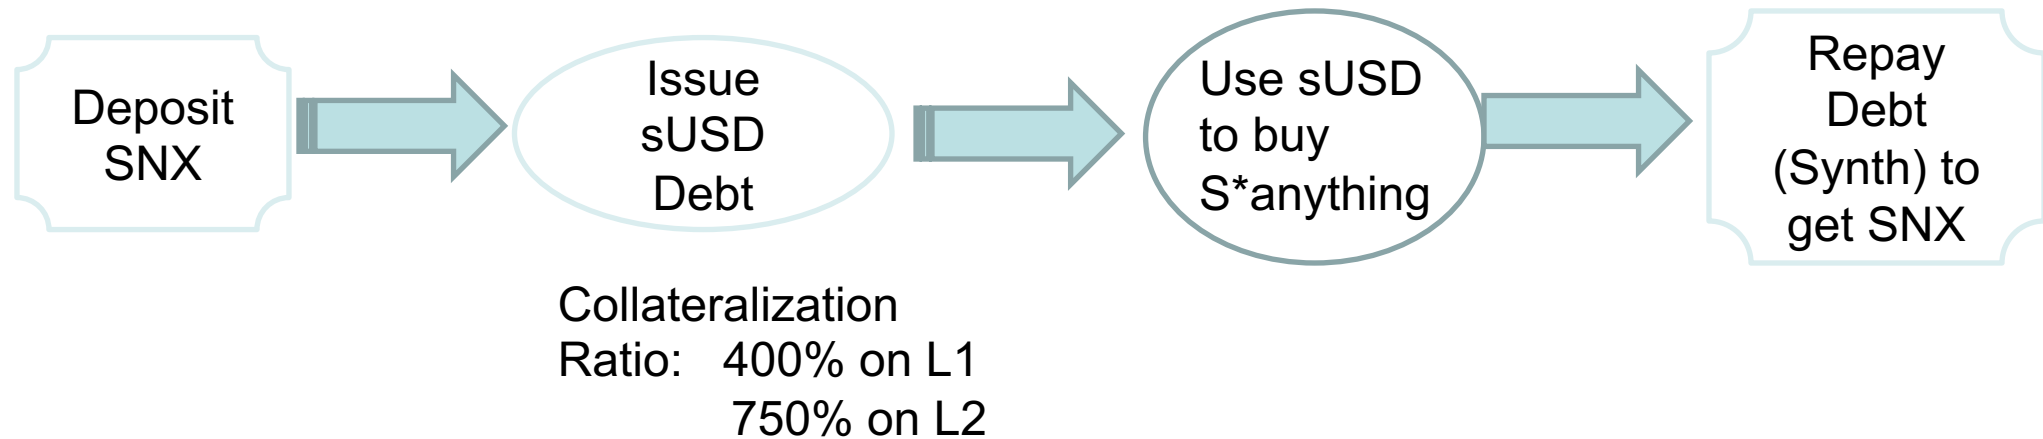 Deposit
SNX
Issue
sUSD
Debt
Use sUSD
to buy
S*anything
Repay
Debt
(Synth) to
get SNX
Collateralization
Ratio: 400% on L1
750% on L2